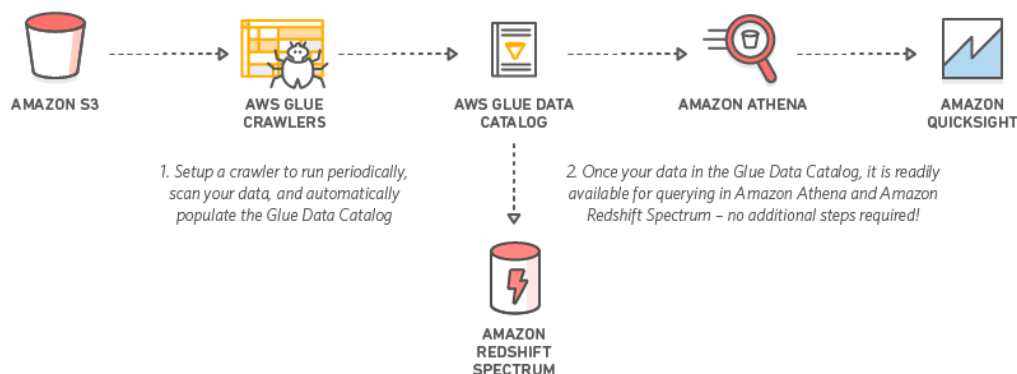 AMAZON S3
AWS GLUE
CRAWLERS
AWS GLUE DATA
CATALOG
AMAZON ATHENA
AMAZON
QUICKSIGHT
1. Setup a crawler to run periodically,
scan your data, and automatically
populate the Glue Data Catalog
2. Once your data in the Glue Data Catalog, it is readily
available for querying in Amazon Athena and Amazon
Redshift Spectrum – no additional steps required!
AMAZON
REDSHIFT
SPECTRUM